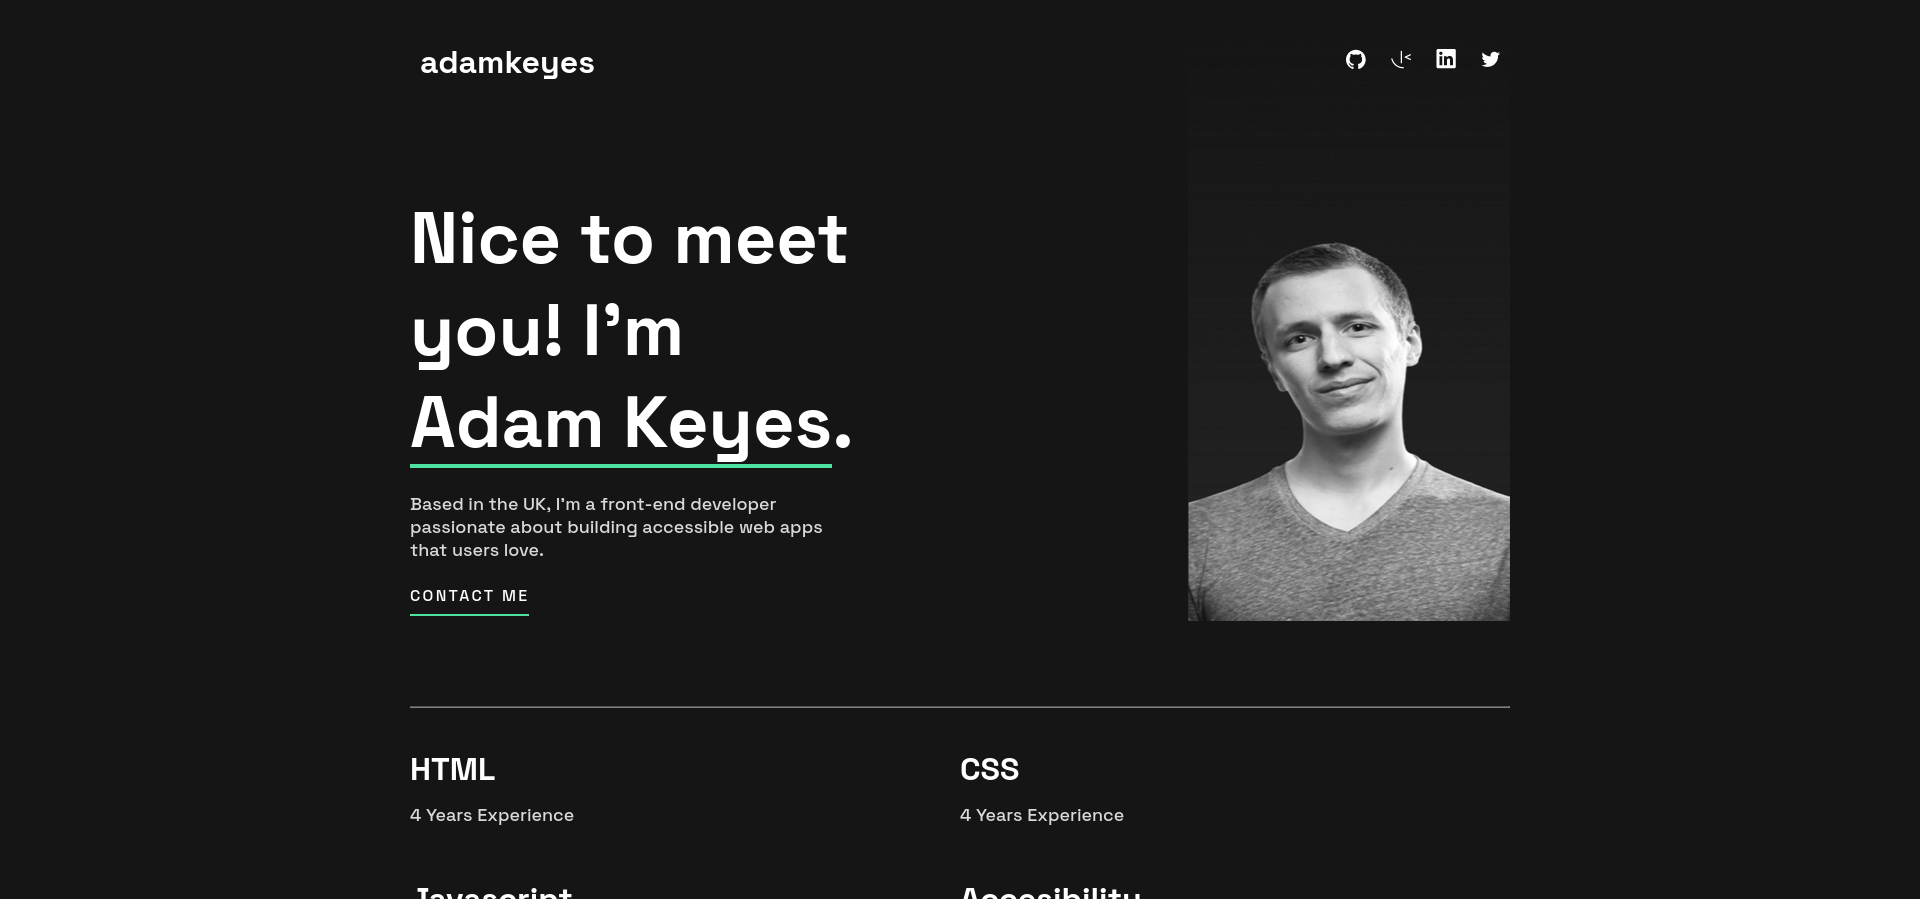 adamkeyes
Nice to meet
you! I’m
Adam Keyes.
Based in the UK, I’m a front-end developer
passionate about building accessible web apps
that users love.
CONTACT ME
HTML
CSS
4 Years Experience
4 Years Experience
Javascript
Accesibility